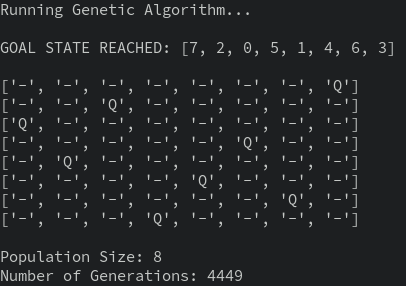 Running Genetic Algorithm...
GOAL STATE REACHED: [7, 2, 0, 5, 1, 4, 6, 3]
['-', '-', '-', '-', '-', '-', '-', 'Q']
['-', '-', 'Q', '-', '-', '-', '-', '-']
['Q', '-', '-', '-', '-', '-', '-', '-']
['-', '-', '-', '-', '-', 'Q', '-', '-']
['-', 'Q', '-', '-', '-', '-', '-', '-']
['-', '-', '-', '-', 'Q', '-', '-', '-']
['-', '-', '-', '-', '-', '-', 'Q', '-']
['-', '-', '-', 'Q', '-', '-', '-', '-']
Population Size: 8
Number of Generations: 4449